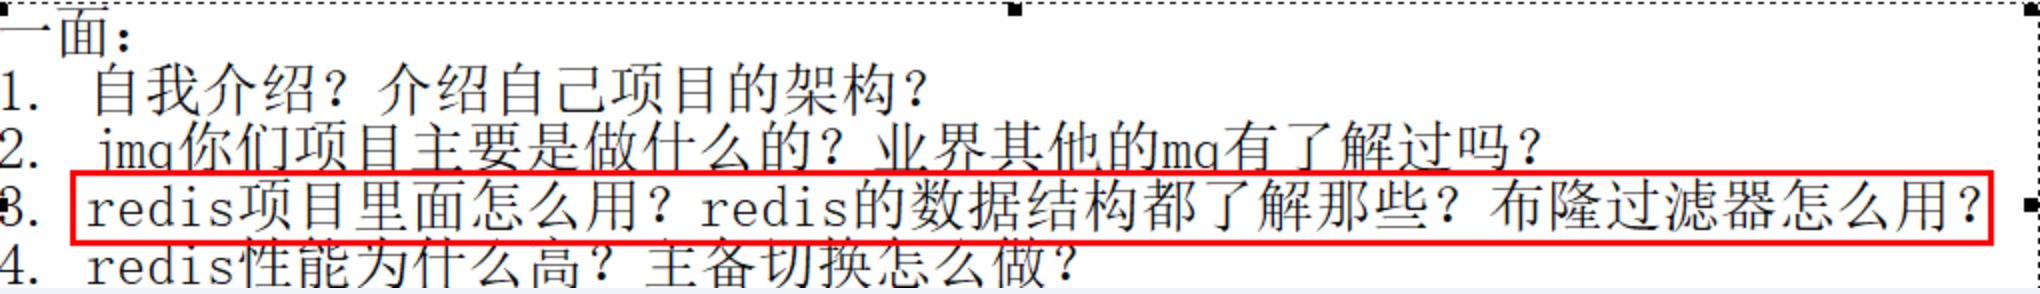 一面：
1. 自我介绍？介绍自己项目的架构？
2. jmq你们项目主要是做什么的？业界其他的mq有了解过吗？
3. redis项目里面怎么用？redis的数据结构都了解那些？布隆过滤器怎么用？
4. redis性能为什么高？主备切换怎么做？